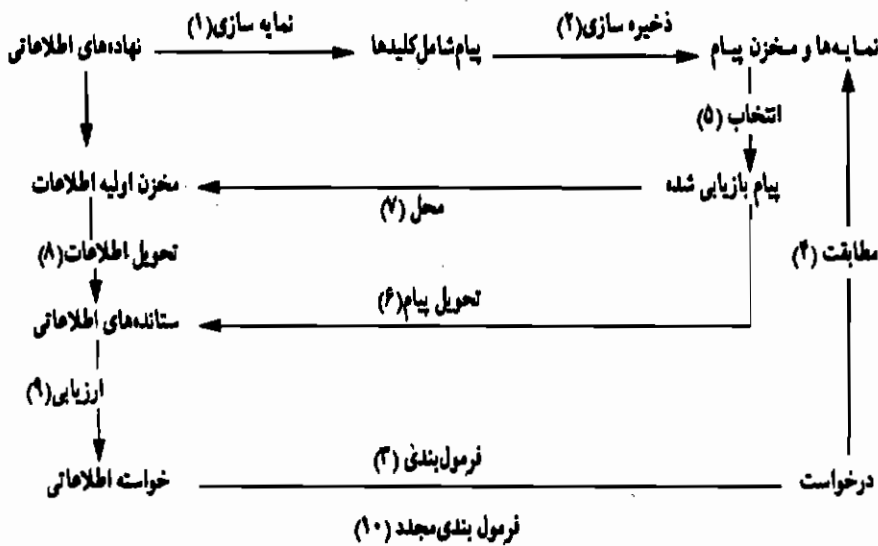 ذخیره سازی(۲)
نمایه سازی(۱)
نمایه‌ها و مخزن پیام
پیام شامل کلیدها
نهاده‌های اطلاعاتی
انتخاب (۵)
پیام بازیابی شده
مخزن اولیه اطلاعات
محل (۷)
مطابقت (۴)
تحویل اطلاعات(۸)
تحویل پیام(۶)
ستانده‌های اطلاعاتی
ارزیابی(۹)
فرمول‌بندی (۳)
درخواست
خواسته اطلاعاتی
فرمول بندی مجدد (۱۰)